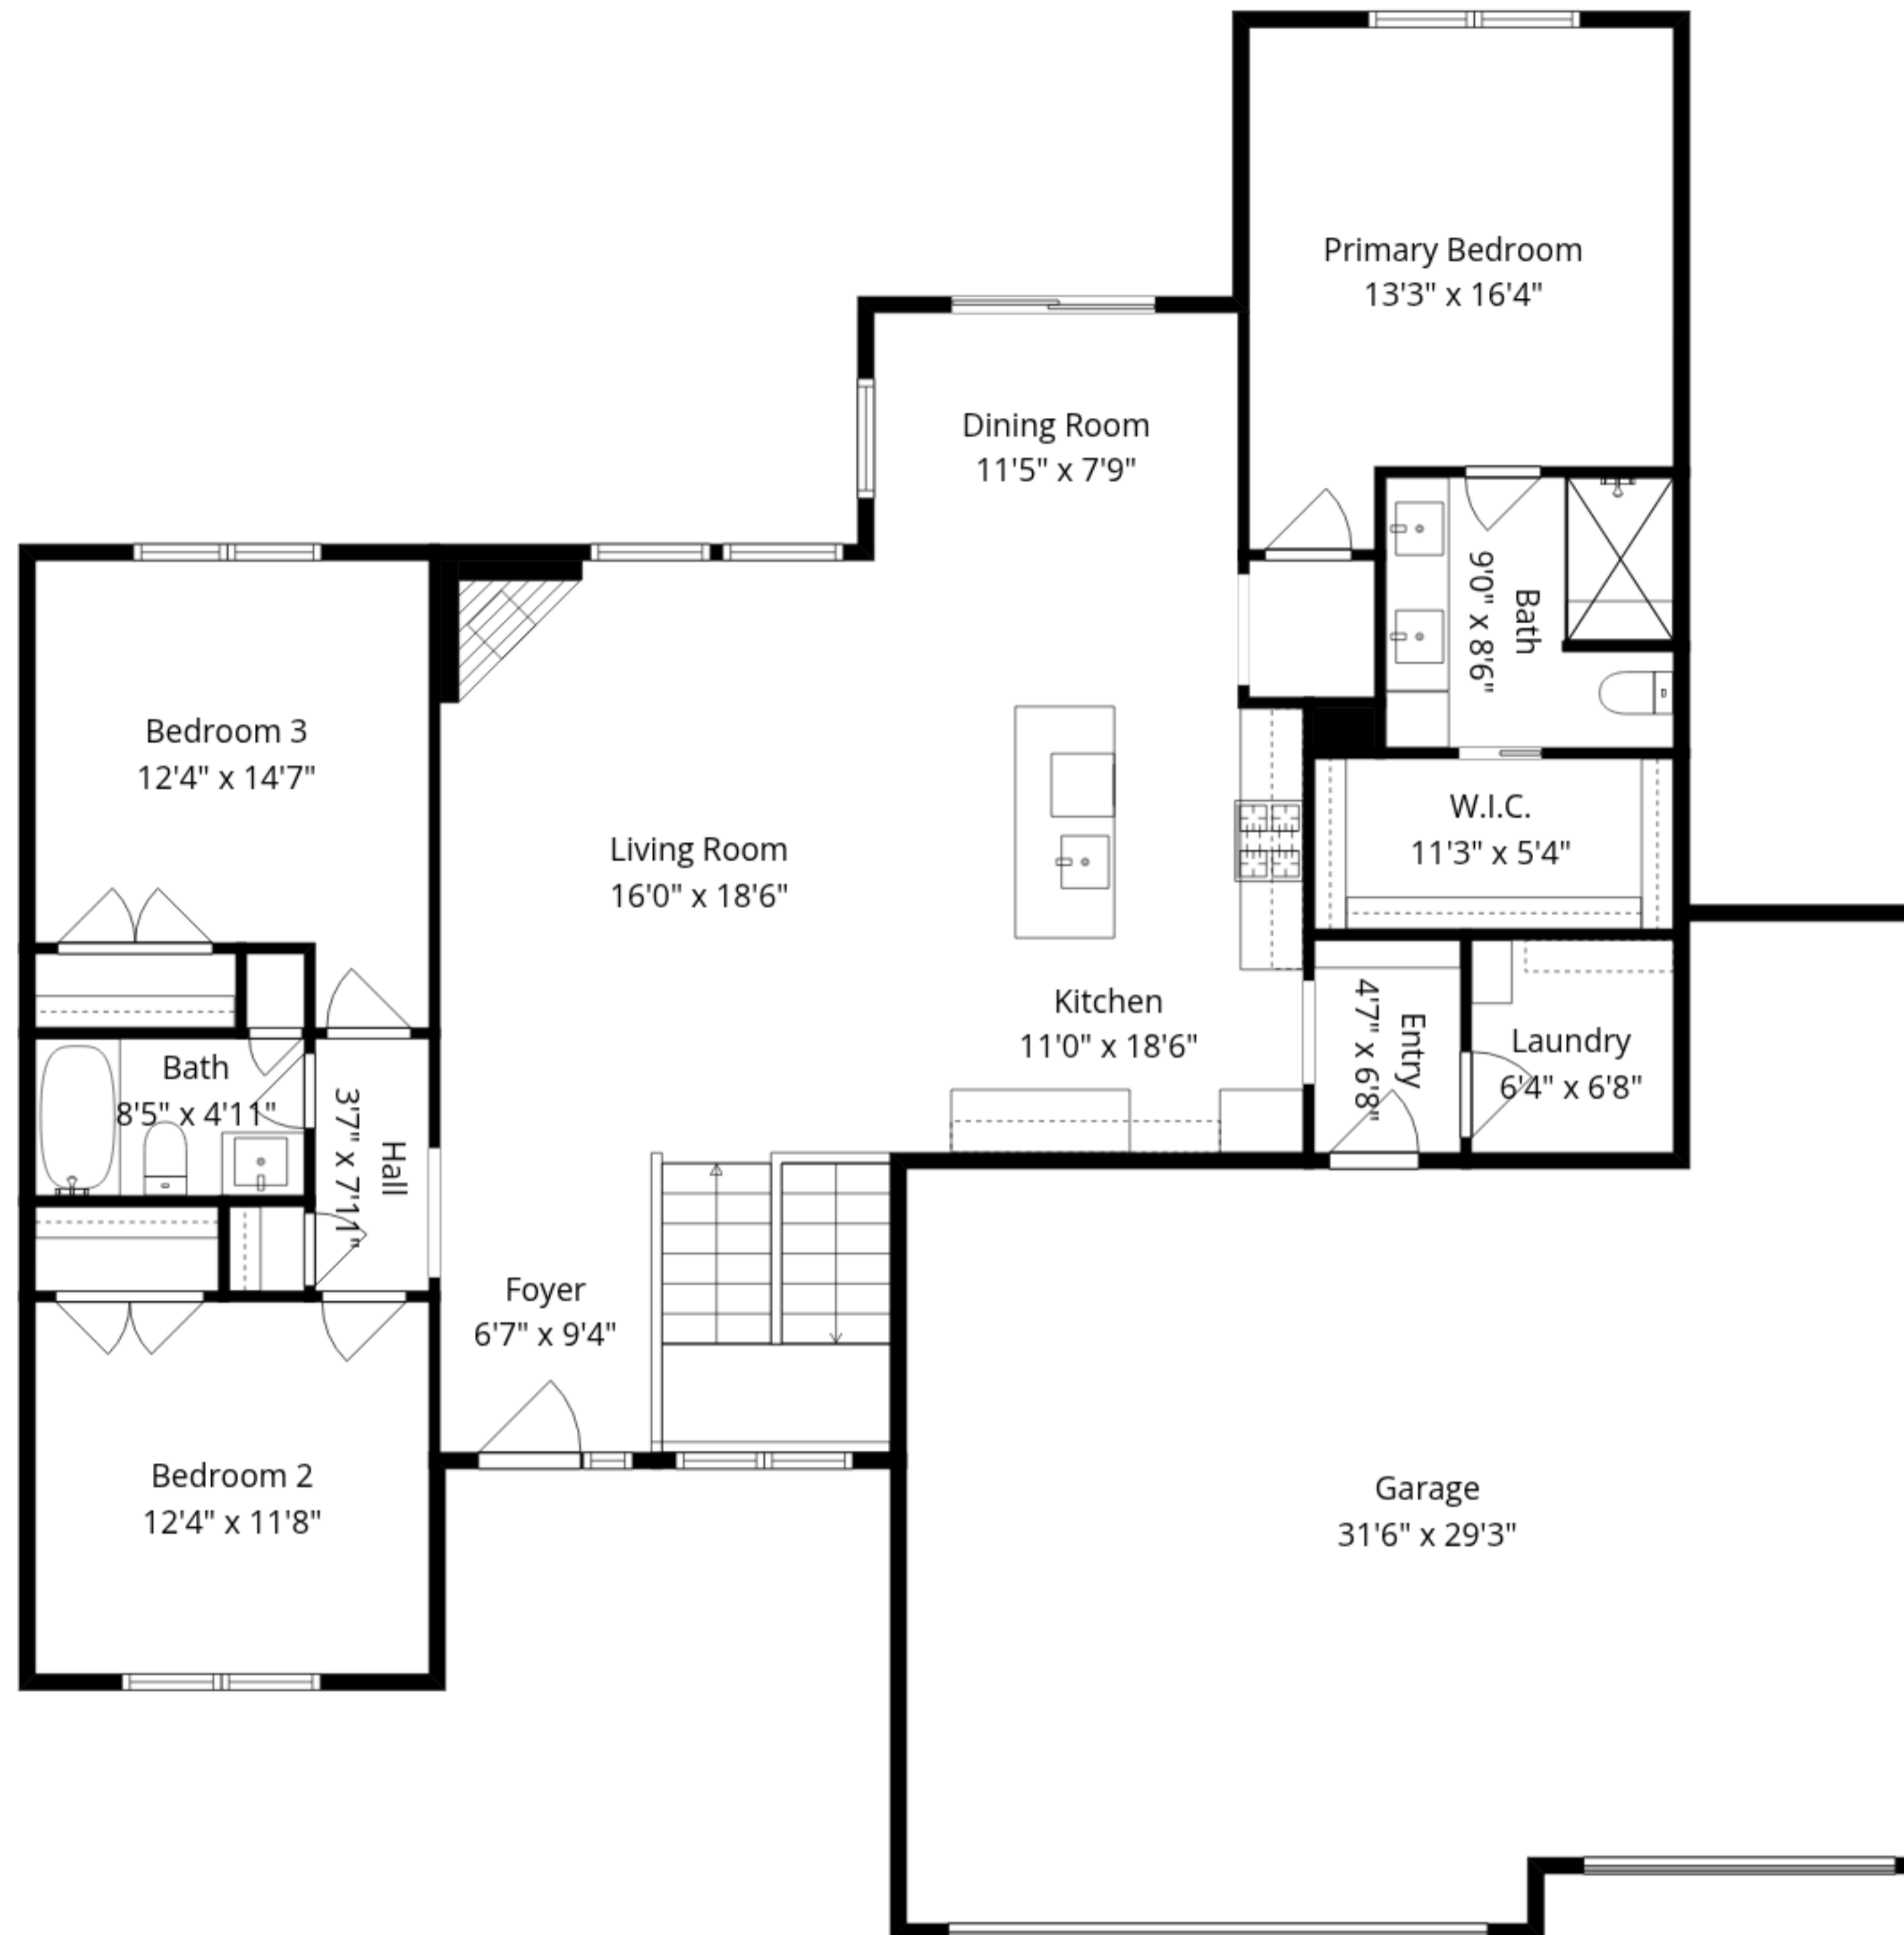 Primary Bedroom
13'3" x 16'4"
Dining Room
11'5" x 7'9"
Bath
9'0" x 8'6"
Bedroom 3
12'4" x 14'7"
Living Room
16'0" x 18'6"
W.I.C.
11'3" x 5'4"
Kitchen
11'0" x 18'6"
Entry
4'7" x 6'8"
Laundry
6'4" x 6'8"
Bath
8'5" x 4'11"
Hall
3'7" x 7'11"
Foyer
6'7" x 9'4"
Bedroom 2
12'4" x 11'8"
Garage
31'6" x 29'3"